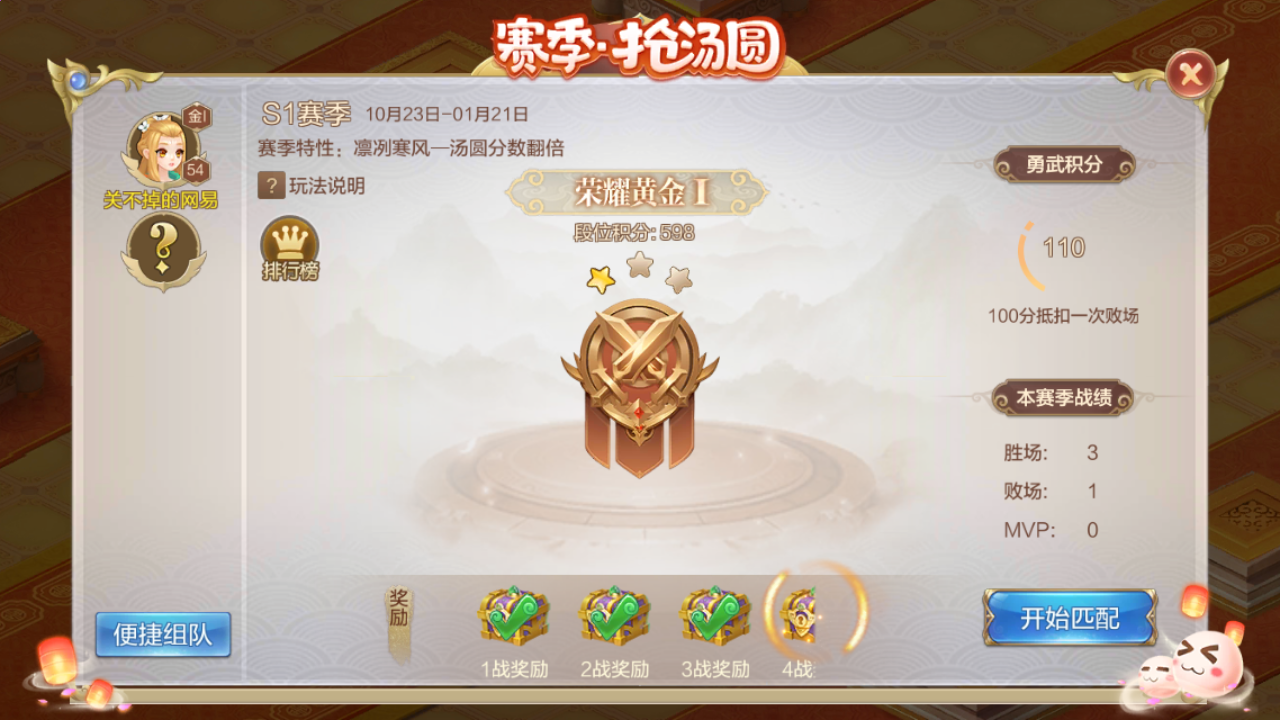 赛季·抢汤圆
金I
54
关不掉的网易
S1赛季 10月23日-01月21日
赛季特性：凛冽寒风—汤圆分数翻倍
? 玩法说明
排行榜
荣耀黄金 I
段位积分: 598
勇武积分
110
100分抵扣一次败场
本赛季战绩
胜场: 3
败场: 1
MVP: 0
奖励
1战奖励 2战奖励 3战奖励 4战
便捷组队
开始匹配